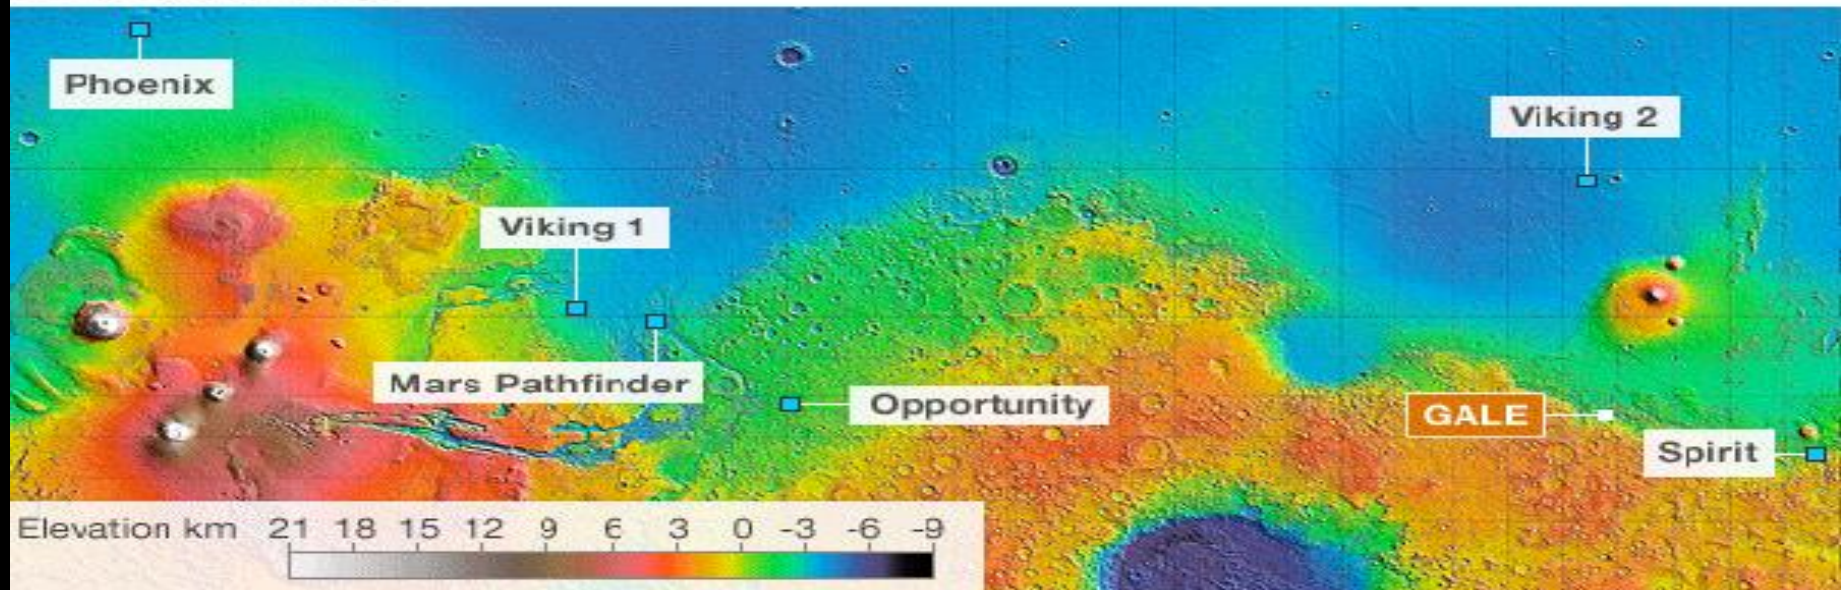 Phoenix
Viking 2
Viking 1
Mars Pathfinder
Opportunity
GALE
Spirit
Elevation km 21 18 15 12 9 6 3 0 -3 -6 -9